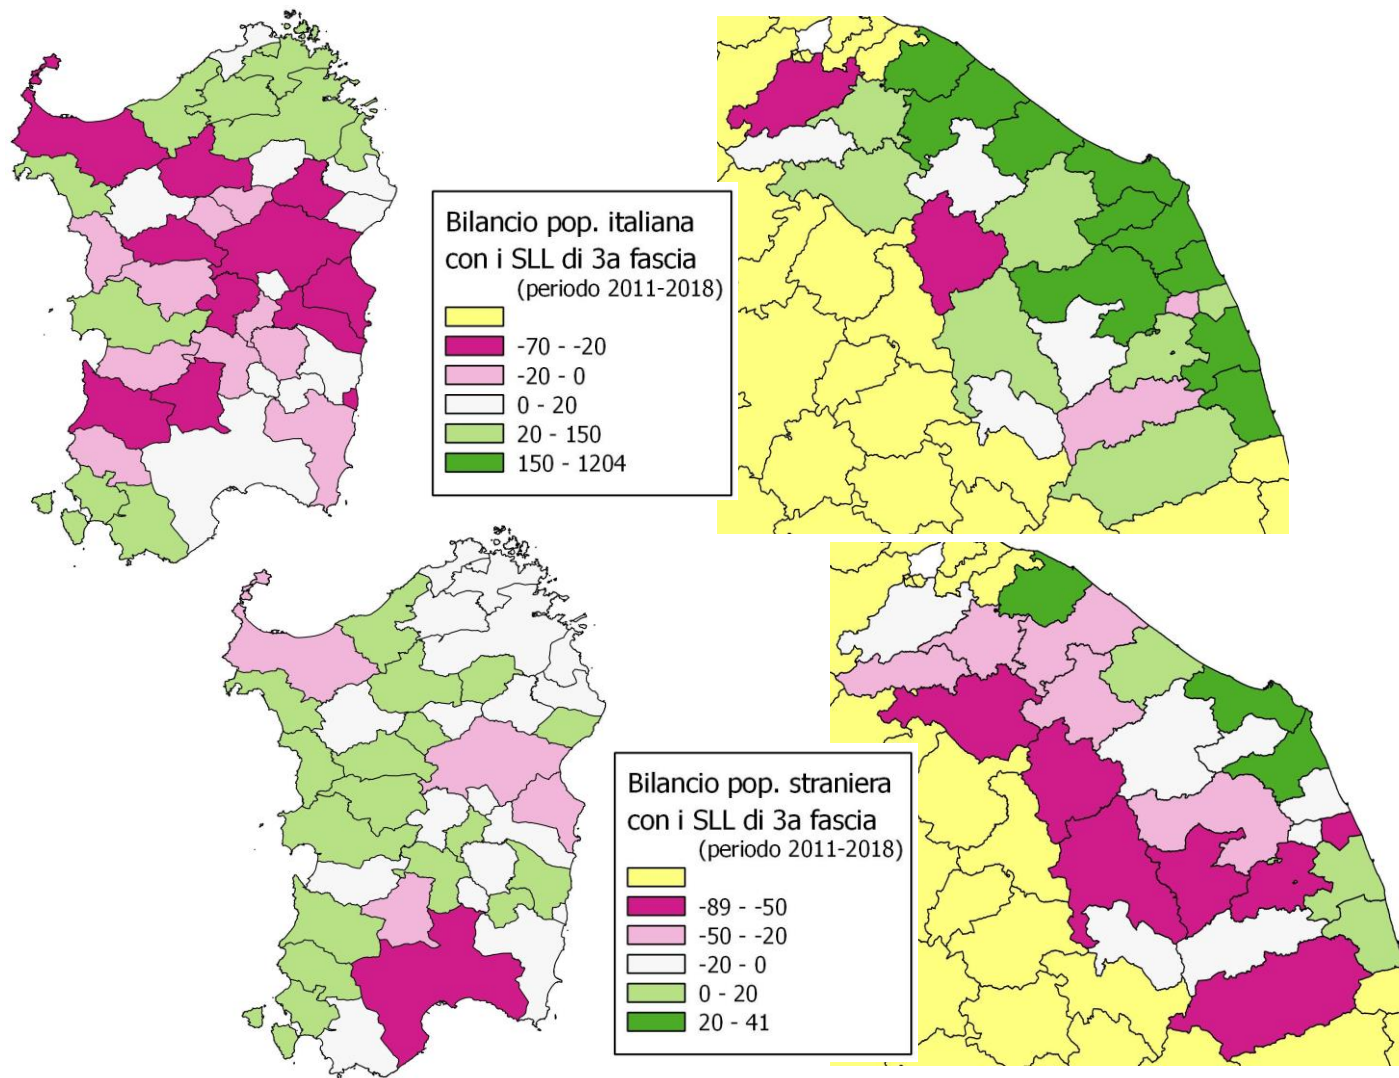 Bilancio pop. italiana
con i SLL di 3a fascia
(periodo 2011-2018)
-70 - -20
-20 - 0
0 - 20
20 - 150
150 - 1204
Bilancio pop. straniera
con i SLL di 3a fascia
(periodo 2011-2018)
-89 - -50
-50 - -20
-20 - 0
0 - 20
20 - 41